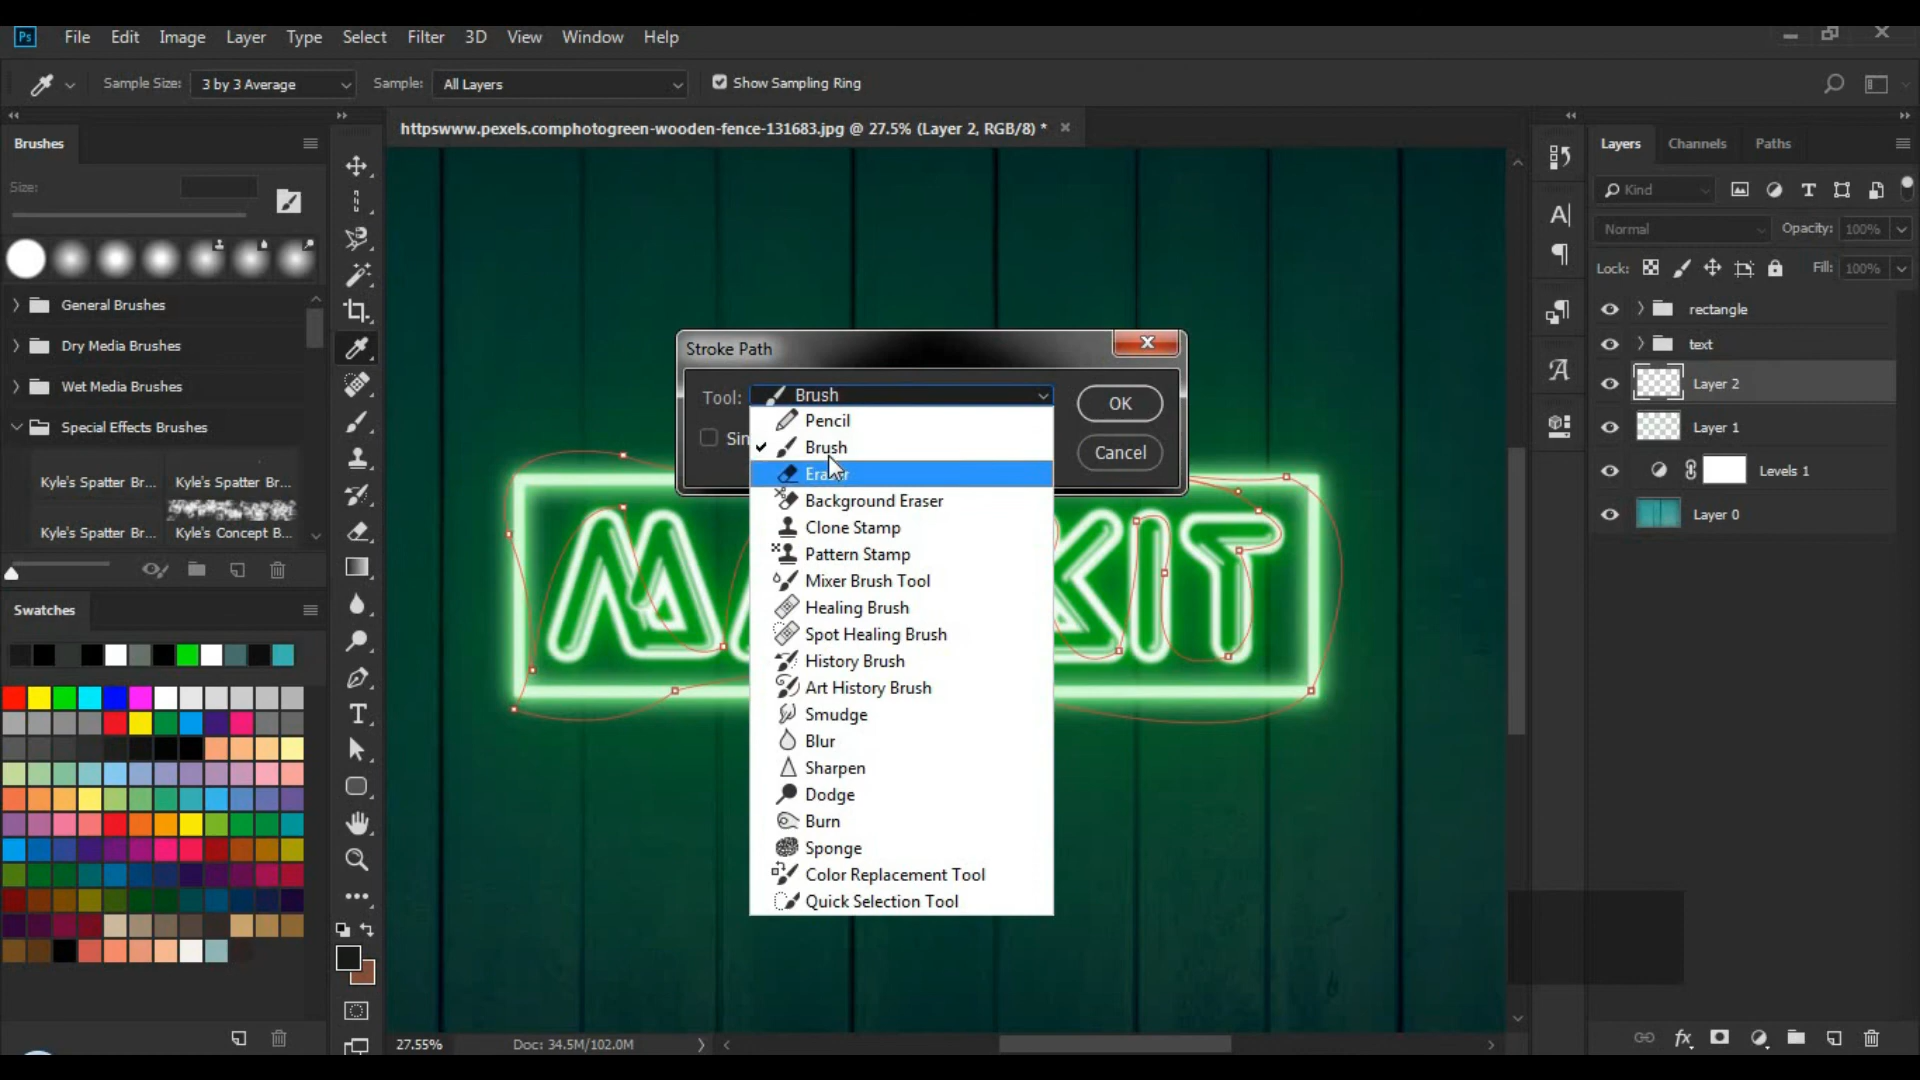 Ps File Edit Image Layer Type Select Filter 3D View Window Help
Sample Size: 3 by 3 Average Sample: All Layers Show Sampling Ring
httpswww.pexels.comphotogreen-wooden-fence-131683.jpg @ 27.5% (Layer 2, RGB/8) *
Brushes
Size:
General Brushes
Dry Media Brushes
Wet Media Brushes
Special Effects Brushes
Kyle's Spatter Br... Kyle's Spatter Br...
Kyle's Spatter Br... Kyle's Concept B...
Swatches
Stroke Path
Tool: Brush
OK
Cancel
Pencil
Brush
Eraser
Background Eraser
Clone Stamp
Pattern Stamp
Mixer Brush Tool
Healing Brush
Spot Healing Brush
History Brush
Art History Brush
Smudge
Blur
Sharpen
Dodge
Burn
Sponge
Color Replacement Tool
Quick Selection Tool
KIT
27.55% Doc: 34.5M/102.0M
Layers Channels Paths
Kind
Normal Opacity: 100%
Lock: Fill: 100%
rectangle
text
Layer 2
Layer 1
Levels 1
Layer 0